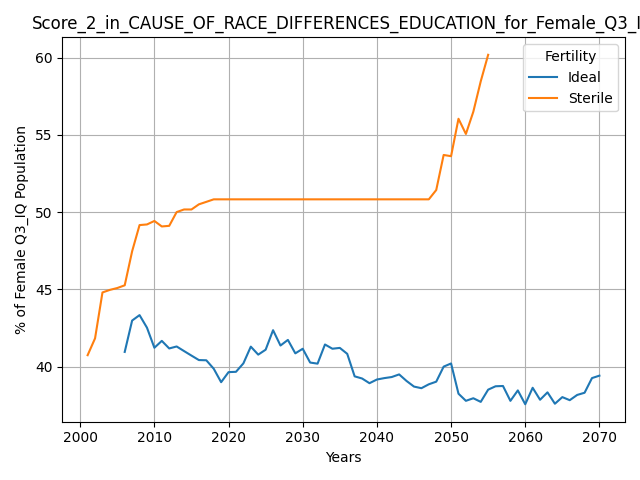 Score_2_in_CAUSE_OF_RACE_DIFFERENCES_EDUCATION_for_Female_Q3_I
Fertility
Ideal
Sterile
% of Female Q3_IQ Population
60
55
50
45
40
2000 2010 2020 2030 2040 2050 2060 2070
Years